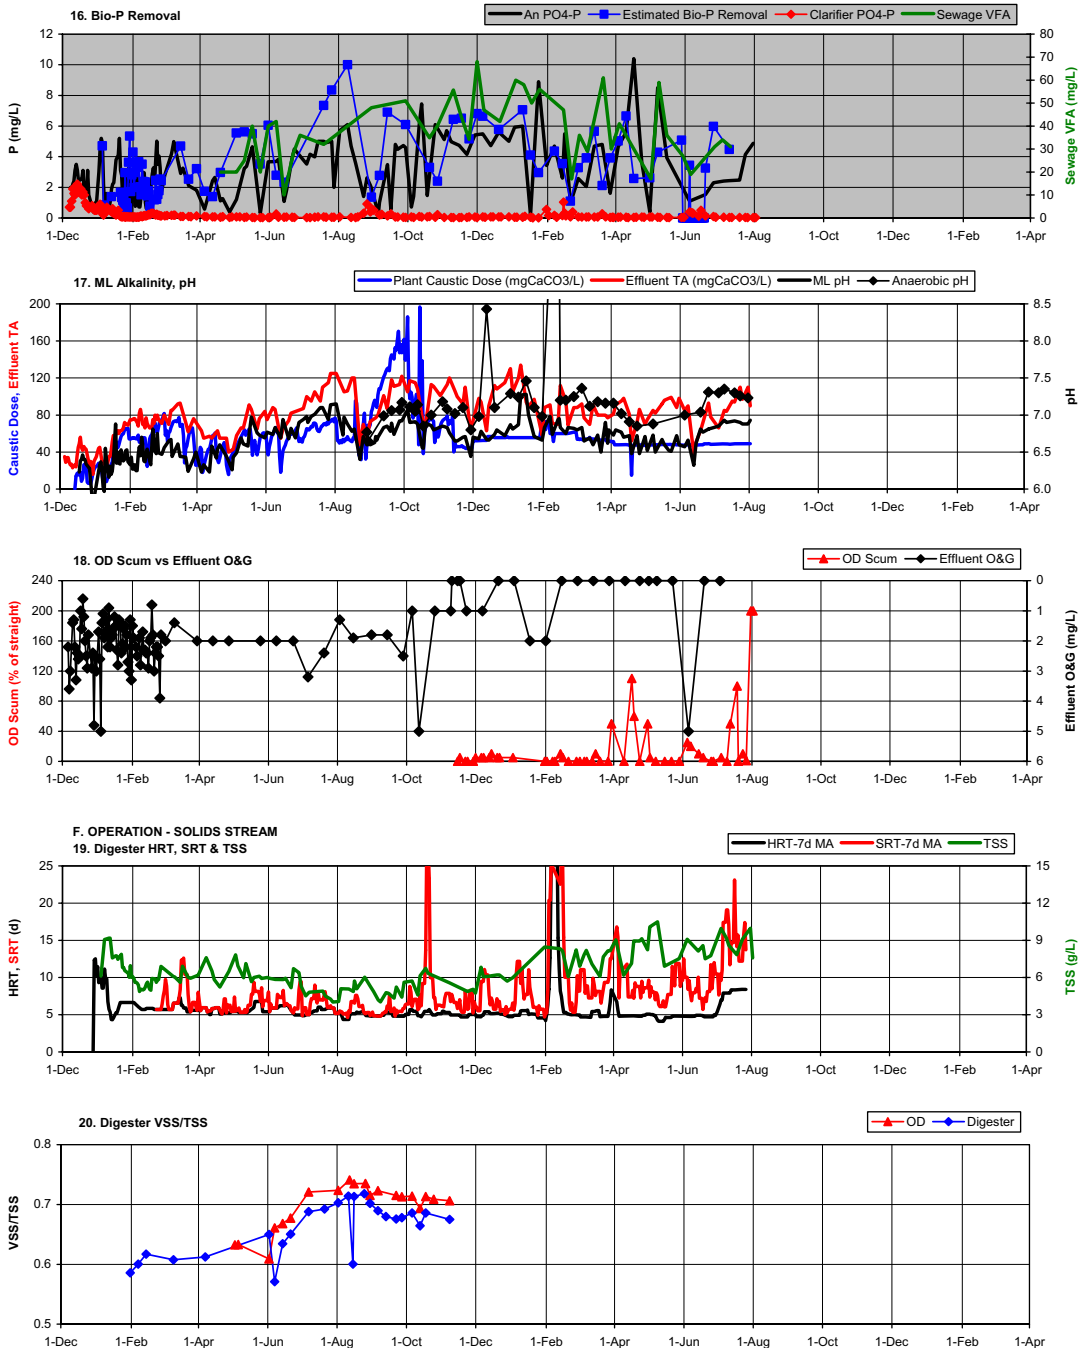 16. Bio-P Removal
An PO4-P Estimated Bio-P Removal Clarifier PO4-P Sewage VFA
P (mg/L)
12
10
8
6
4
2
0
80
70
60
50
40
30
20
10
0
Sewage VFA (mg/L)
1-Dec 1-Feb 1-Apr 1-Jun 1-Aug 1-Oct 1-Dec 1-Feb 1-Apr 1-Jun 1-Aug 1-Oct 1-Dec 1-Feb 1-Apr
17. ML Alkalinity, pH
Plant Caustic Dose (mgCaCO3/L) Effluent TA (mgCaCO3/L) ML pH Anaerobic pH
Caustic Dose, Effluent TA
200
160
120
80
40
0
8.5
8.0
7.5
7.0
6.5
6.0
pH
1-Dec 1-Feb 1-Apr 1-Jun 1-Aug 1-Oct 1-Dec 1-Feb 1-Apr 1-Jun 1-Aug 1-Oct 1-Dec 1-Feb 1-Apr
18. OD Scum vs Effluent O&G
OD Scum Effluent O&G
OD Scum (% of straight)
240
200
160
120
80
40
0
0
1
2
3
4
5
6
Effluent O&G (mg/L)
1-Dec 1-Feb 1-Apr 1-Jun 1-Aug 1-Oct 1-Dec 1-Feb 1-Apr 1-Jun 1-Aug 1-Oct 1-Dec 1-Feb 1-Apr
F. OPERATION - SOLIDS STREAM
19. Digester HRT, SRT & TSS
HRT-7d MA SRT-7d MA TSS
HRT, SRT (d)
25
20
15
10
5
0
15
12
9
6
3
0
TSS (g/L)
1-Dec 1-Feb 1-Apr 1-Jun 1-Aug 1-Oct 1-Dec 1-Feb 1-Apr 1-Jun 1-Aug 1-Oct 1-Dec 1-Feb 1-Apr
20. Digester VSS/TSS
OD Digester
VSS/TSS
0.8
0.7
0.6
0.5
1-Dec 1-Feb 1-Apr 1-Jun 1-Aug 1-Oct 1-Dec 1-Feb 1-Apr 1-Jun 1-Aug 1-Oct 1-Dec 1-Feb 1-Apr